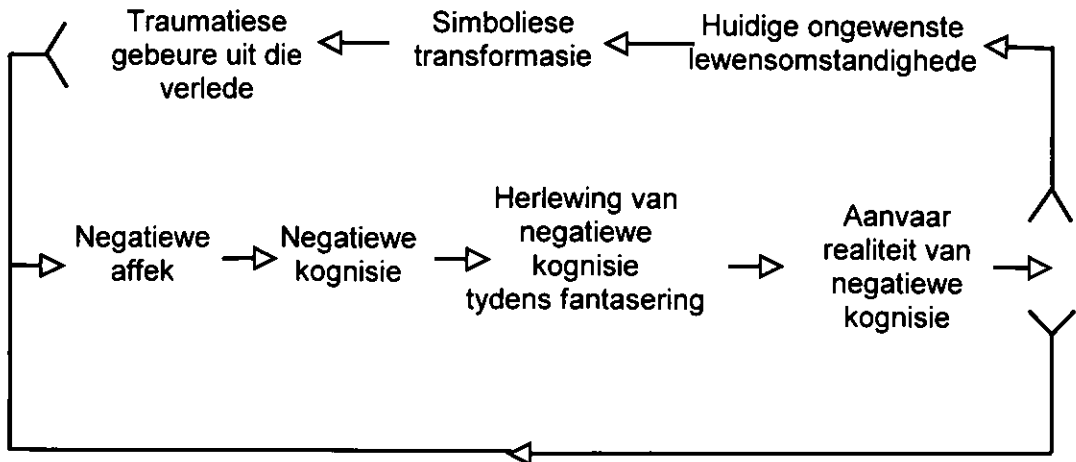 Traumatiese
gebeure uit die
verlede
Simboliese
transformasie
Huidige ongewenste
lewensomstandighede
Negatiewe
affek
Negatiewe
kognisie
Herlewing van
negatiewe
kognisie
tydens fantasering
Aanvaar
realiteit van
negatiewe
kognisie